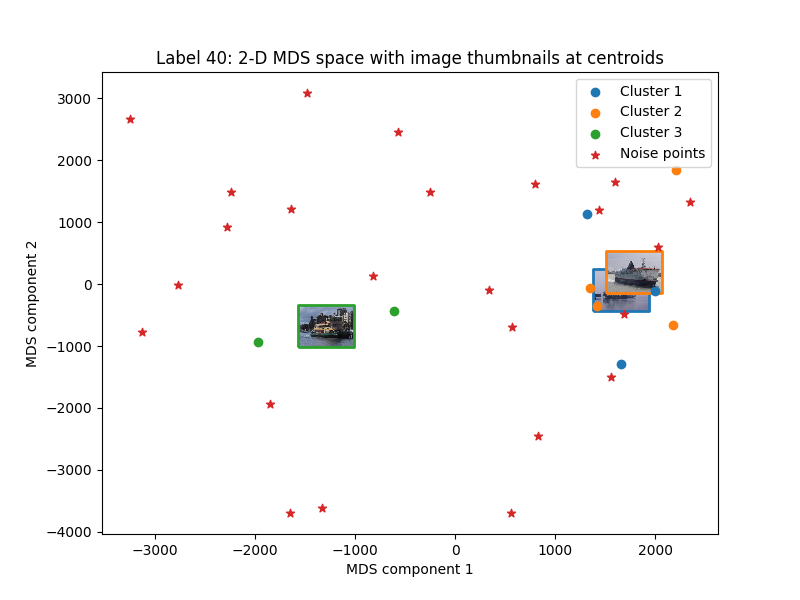 Label 40: 2-D MDS space with image thumbnails at centroids
Cluster 1
Cluster 2
Cluster 3
Noise points
3000
2000
1000
0
−1000
−2000
−3000
−4000
MDS component 2
−3000 −2000 −1000 0 1000 2000
MDS component 1